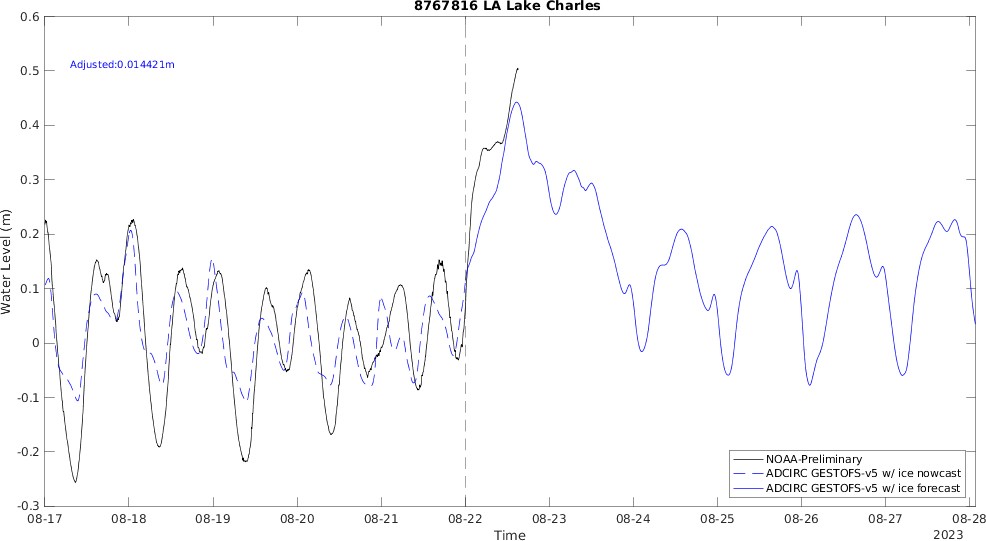 8767816 LA Lake Charles
Adjusted:0.014421m
Water Level (m)
0.6
0.5
0.4
0.3
0.2
0.1
0
-0.1
-0.2
-0.3
NOAA-Preliminary
ADCIRC GESTOFS-v5 w/ ice nowcast
ADCIRC GESTOFS-v5 w/ ice forecast
08-17 08-18 08-19 08-20 08-21 08-22 08-23 08-24 08-25 08-26 08-27 08-28
Time
2023